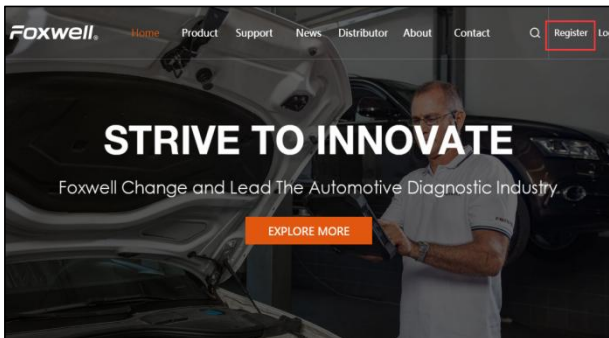 FOXWELL®
Home Product Support News Distributor About Contact Register
STRIVE TO INNOVATE
Foxwell Change and Lead The Automotive Diagnostic Industry.
EXPLORE MORE